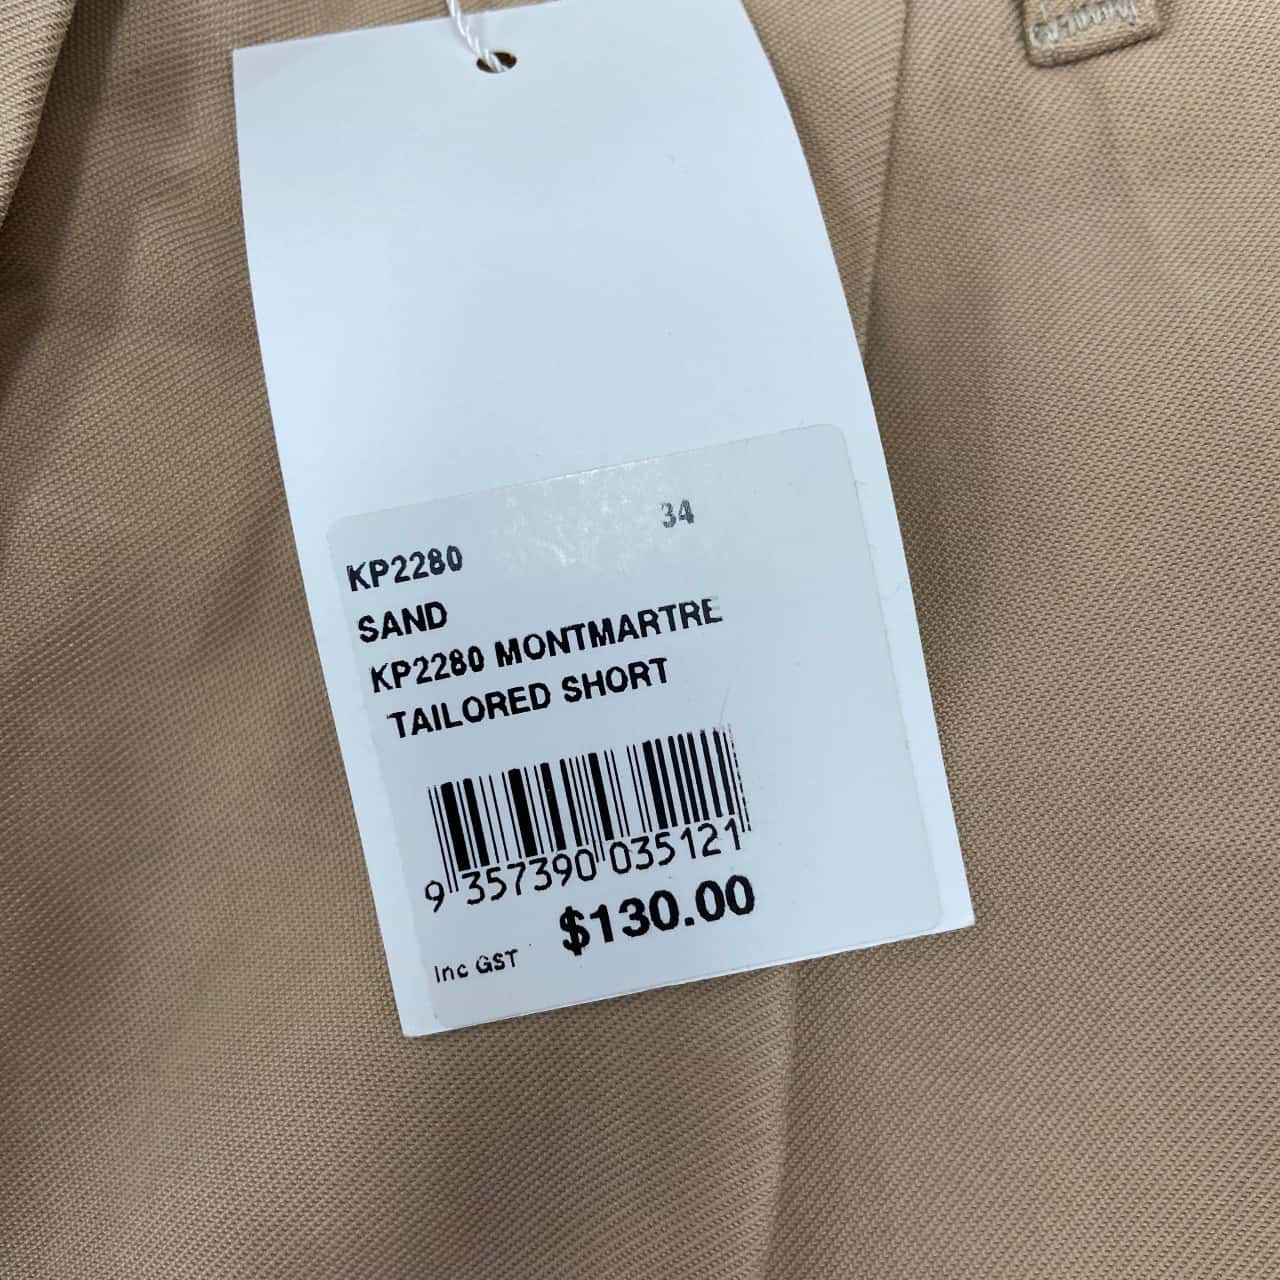 34
KP2280
SAND
KP2280 MONTMARTRE
TAILORED SHORT
9 357390 035121
$130.00
Inc GST